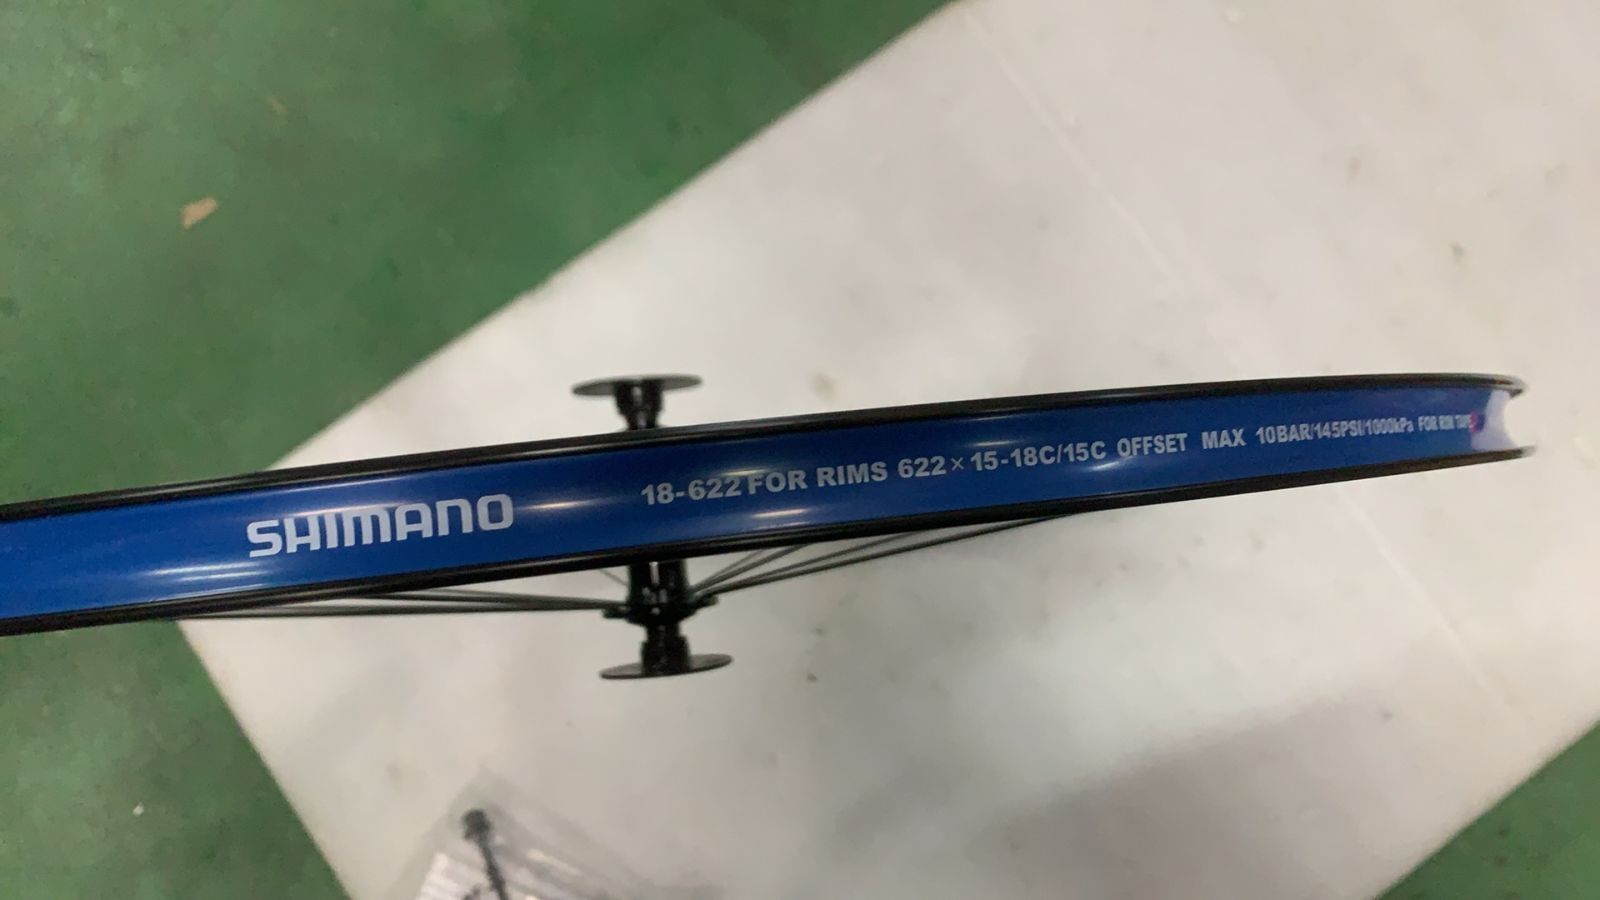 SHIMANO 18-622 FOR RIMS 622×15-18C/15C OFFSET MAX 10BAR/145PSI/1000kPa FOR RIM TAPE